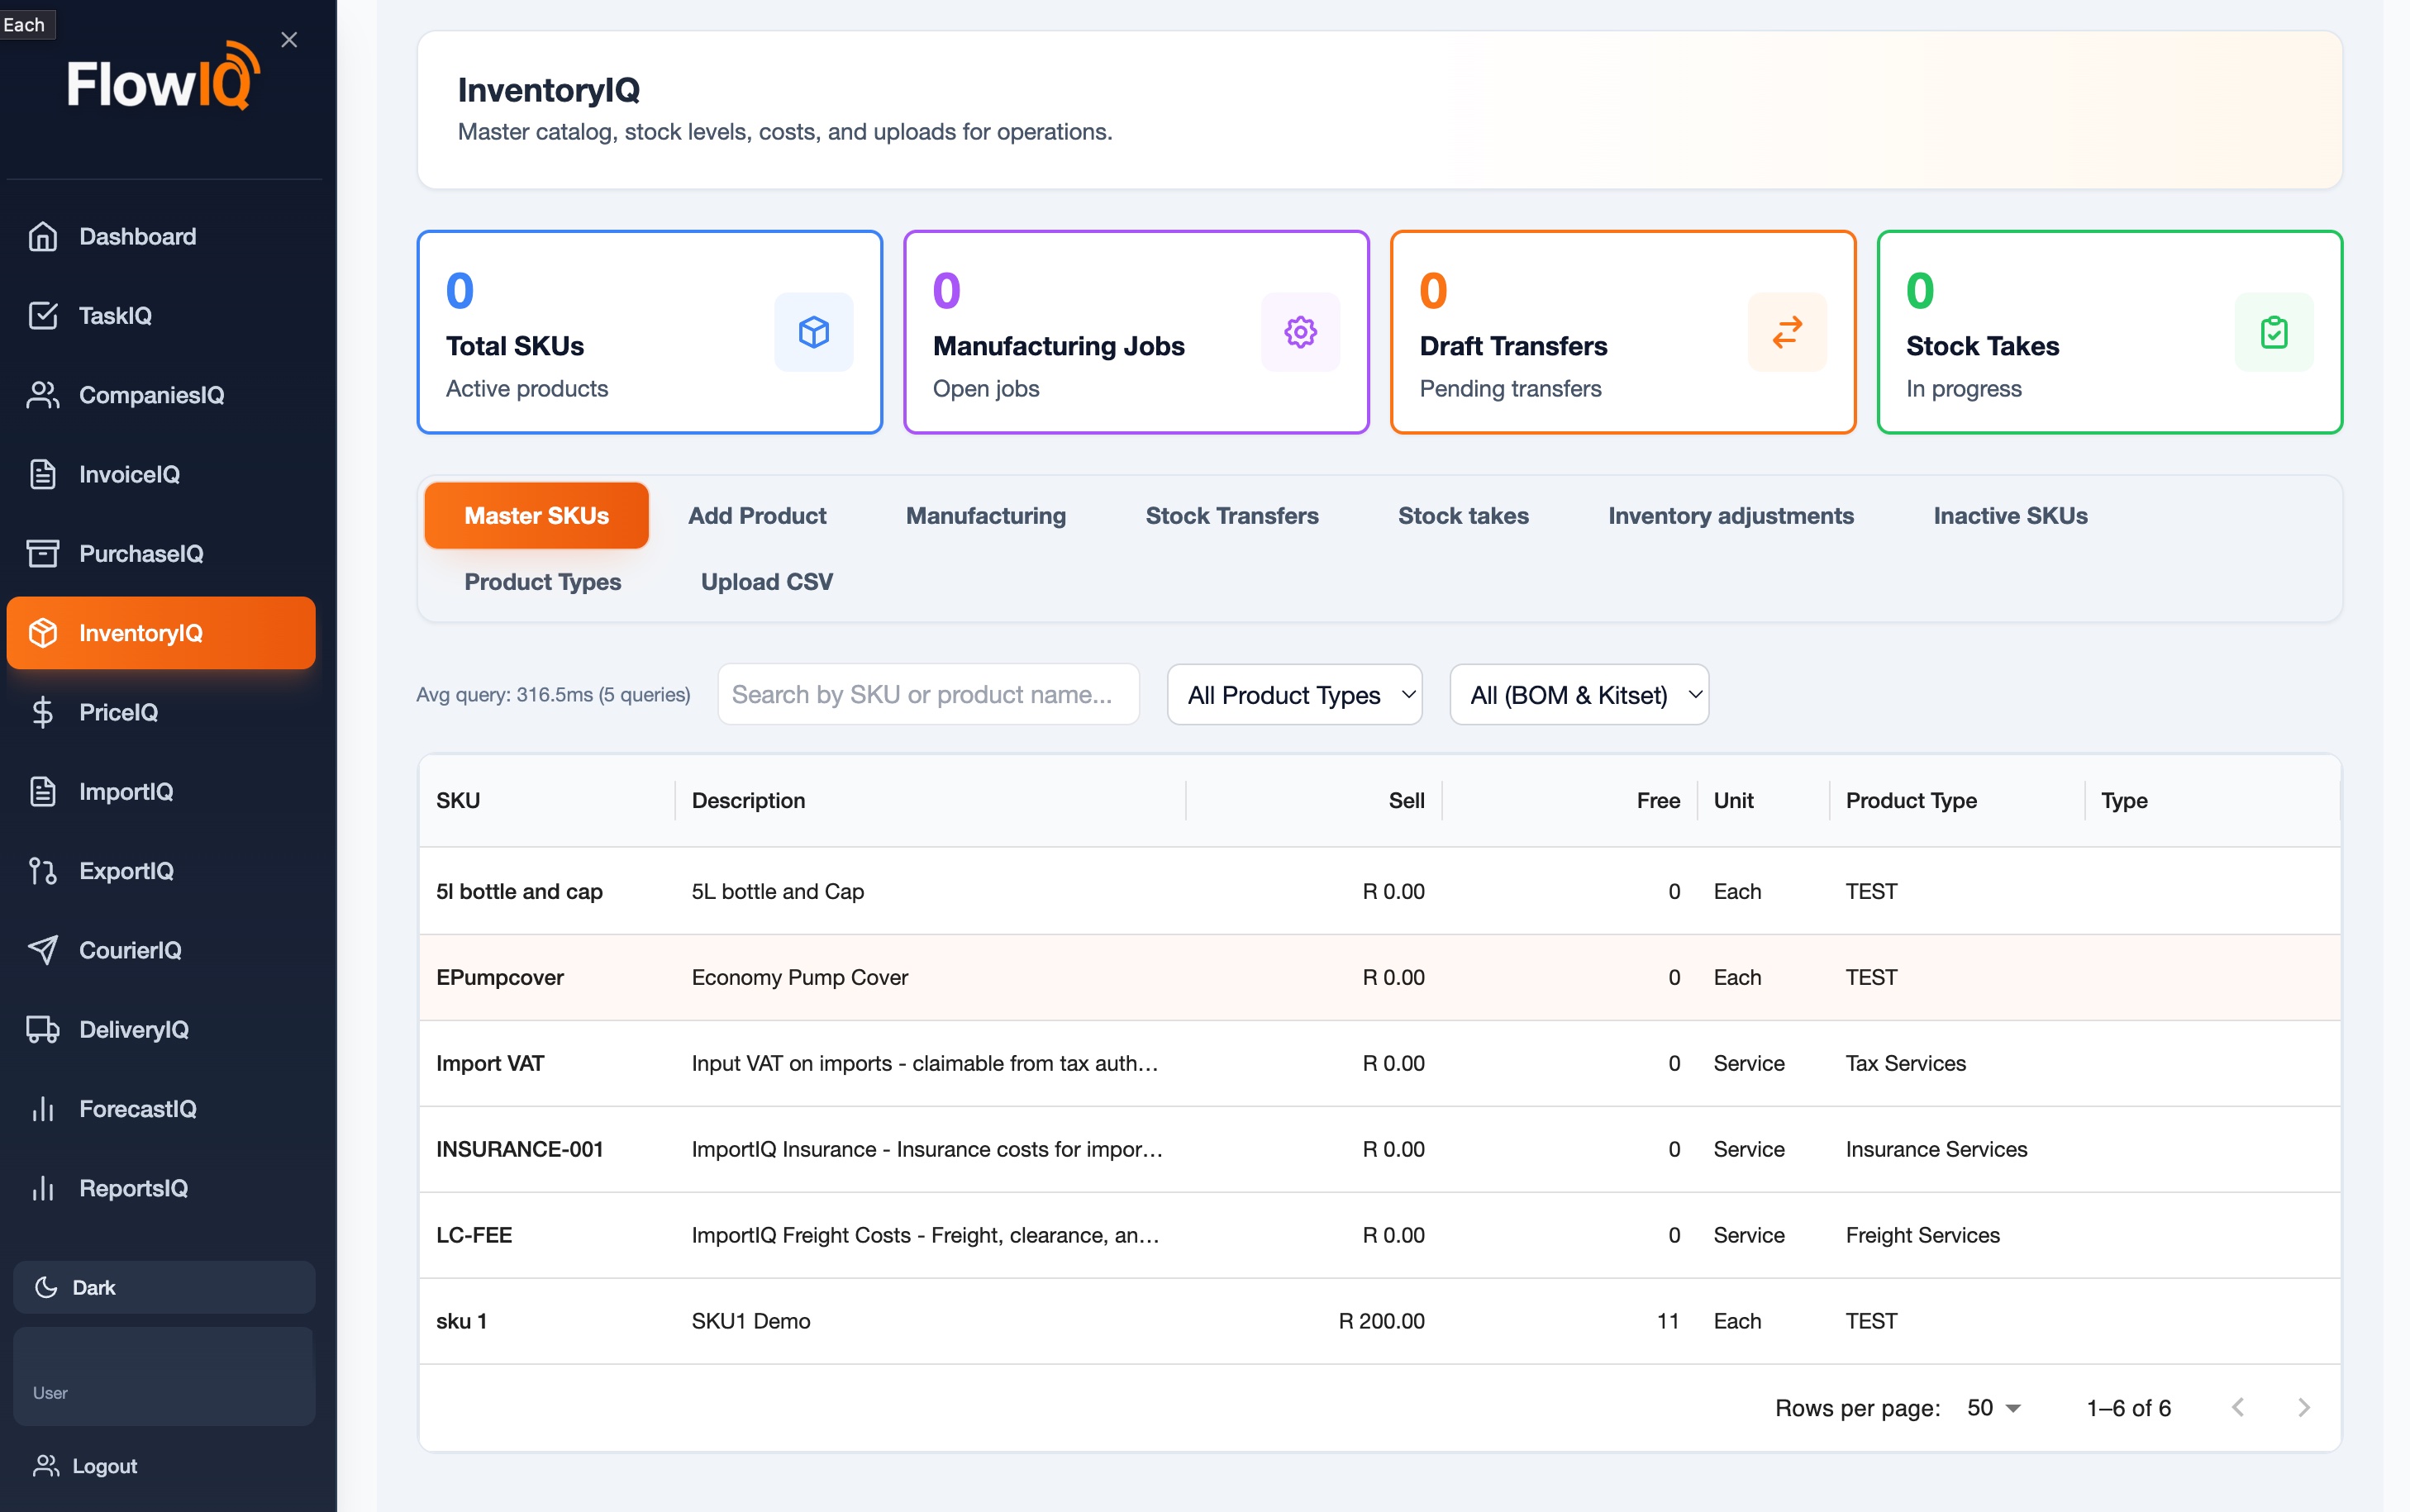 Each
FlowIQ
Dashboard
TaskIQ
CompaniesIQ
InvoiceIQ
PurchaseIQ
InventoryIQ
PriceIQ
ImportIQ
ExportIQ
CourierIQ
DeliveryIQ
ForecastIQ
ReportsIQ
Dark
User
Logout
InventoryIQ
Master catalog, stock levels, costs, and uploads for operations.
0
Total SKUs
Active products
0
Manufacturing Jobs
Open jobs
0
Draft Transfers
Pending transfers
0
Stock Takes
In progress
Master SKUs Add Product Manufacturing Stock Transfers Stock takes Inventory adjustments Inactive SKUs
Product Types Upload CSV
Avg query: 316.5ms (5 queries) Search by SKU or product name... All Product Types All (BOM & Kitset)
SKU Description Sell Free Unit Product Type Type
5l bottle and cap 5L bottle and Cap R 0.00 0 Each TEST
EPumpcover Economy Pump Cover R 0.00 0 Each TEST
Import VAT Input VAT on imports - claimable from tax auth... R 0.00 0 Service Tax Services
INSURANCE-001 ImportIQ Insurance - Insurance costs for impor... R 0.00 0 Service Insurance Services
LC-FEE ImportIQ Freight Costs - Freight, clearance, an... R 0.00 0 Service Freight Services
sku 1 SKU1 Demo R 200.00 11 Each TEST
Rows per page: 50 1–6 of 6